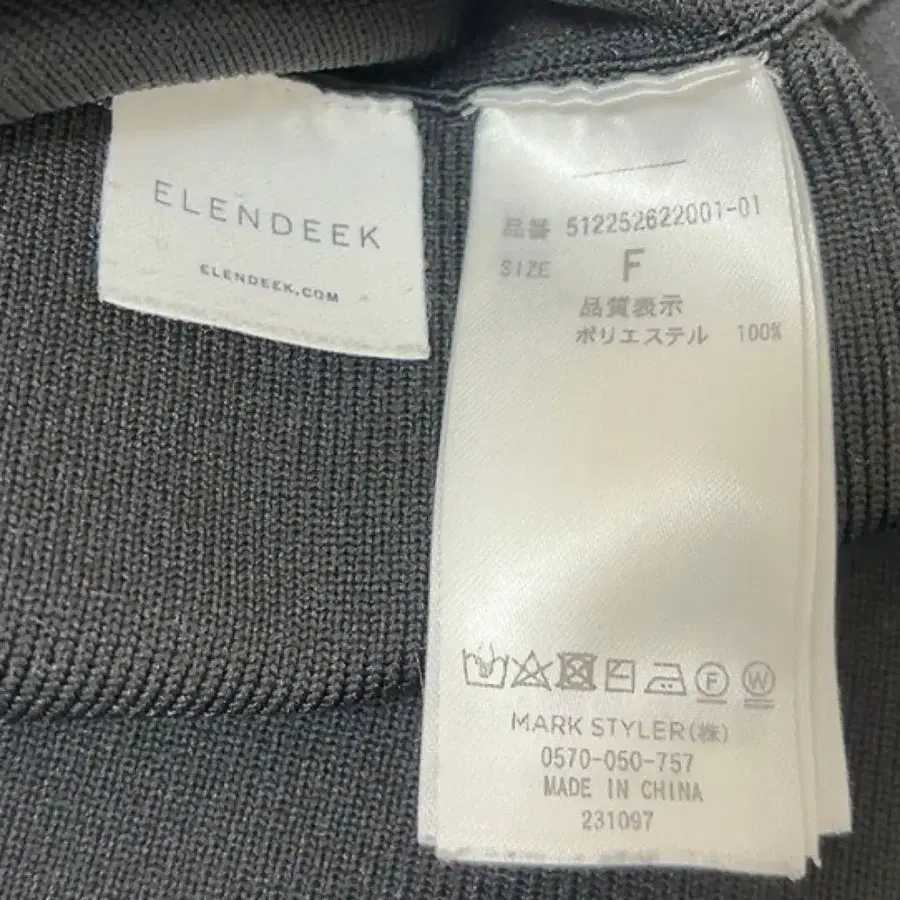 ELENDEEK
ELENDEEK.COM
品番 512252622001-01
SIZE F
品質表示
ポリエステル 100%
F W
MARK STYLER(株)
0570-050-757
MADE IN CHINA
231097